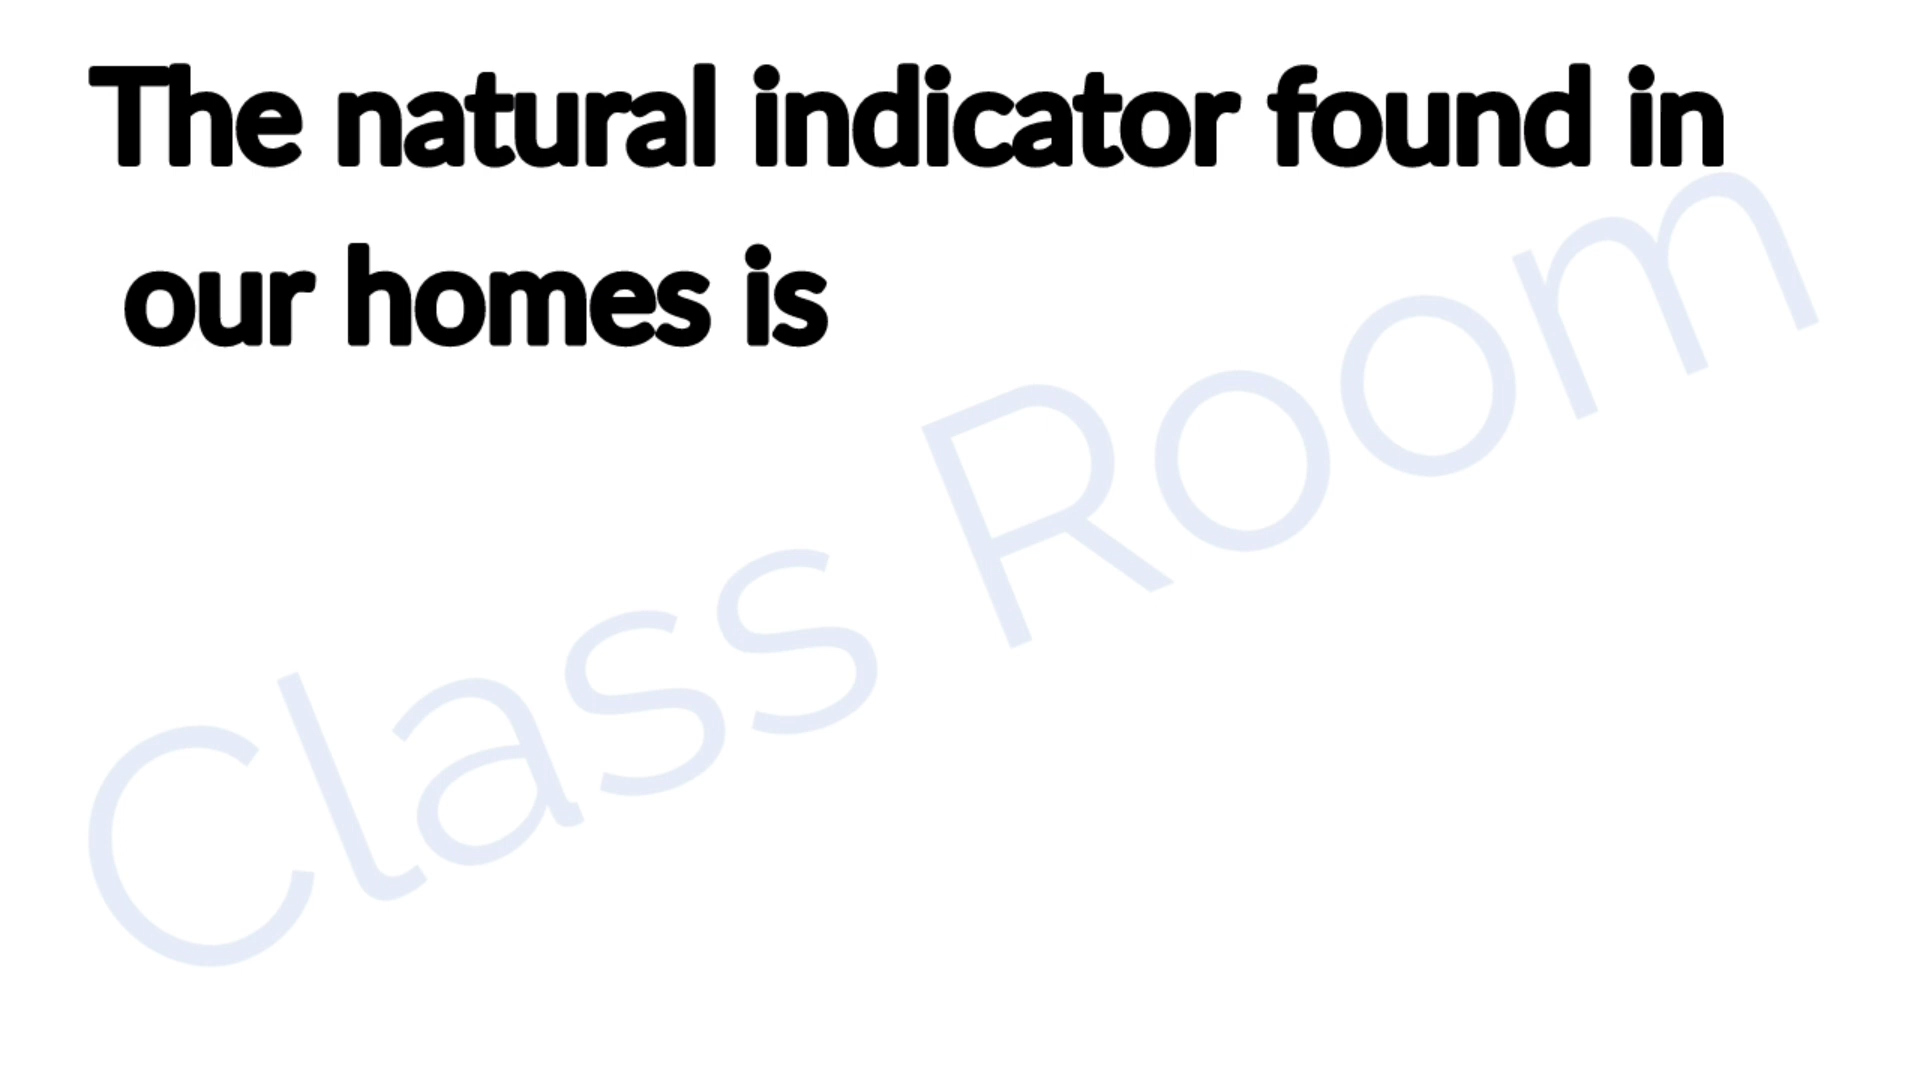 The natural indicator found in
our homes is
Class Room